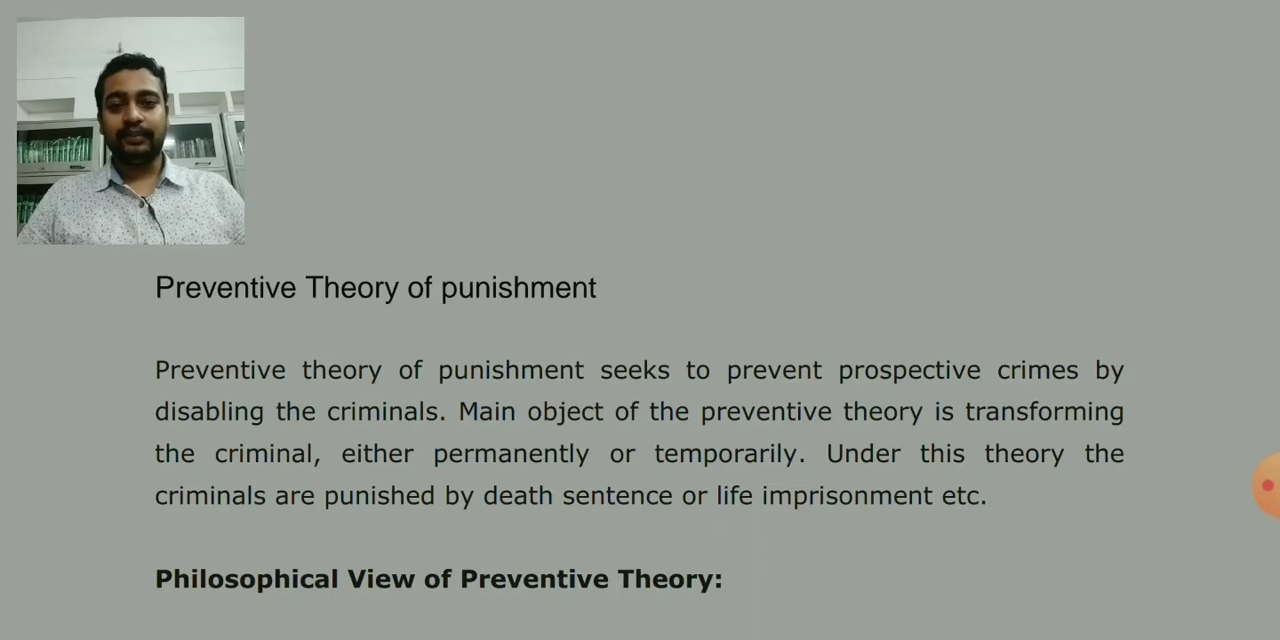 Preventive Theory of punishment
Preventive theory of punishment seeks to prevent prospective crimes by
disabling the criminals. Main object of the preventive theory is transforming
the criminal, either permanently or temporarily. Under this theory the
criminals are punished by death sentence or life imprisonment etc.
Philosophical View of Preventive Theory: